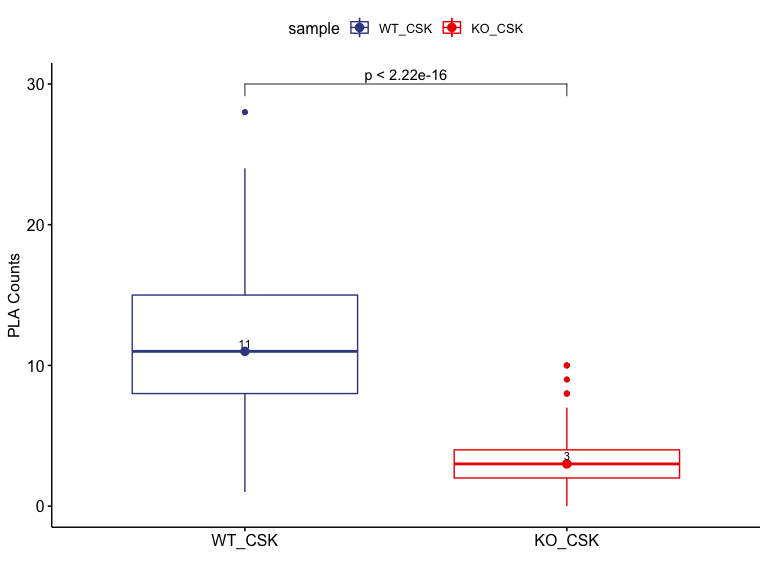 sample WT_CSK KO_CSK
p < 2.22e-16
30
20
10
0
PLA Counts
11
3
WT_CSK KO_CSK